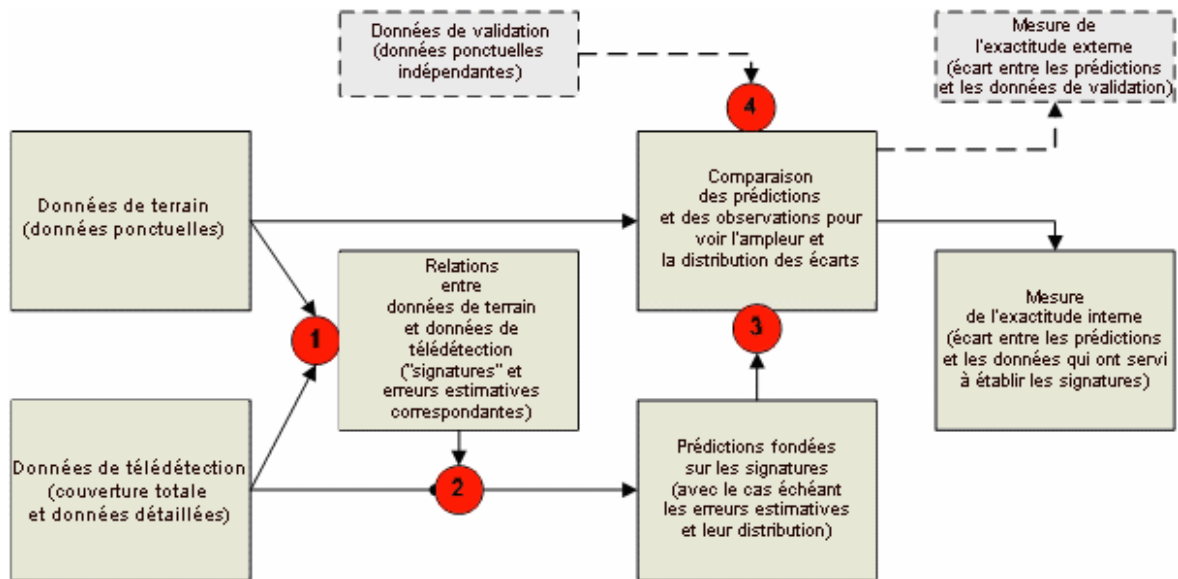 Données de validation
(données ponctuelles
indépendantes)
Mesure de
l'exactitude externe
(écart entre les prédictions
et les données de validation)
4
Données de terrain
(données ponctuelles)
Comparaison
des prédictions
et des observations pour
voir l'ampleur et
la distribution des écarts
Relations
entre
données de terrain
et données de
télédétection
("signatures" et
erreurs estimatives
correspondantes)
1
3
Mesure
de l'exactitude interne
(écart entre les prédictions
et les données qui ont servi
à établir les signatures)
Données de télédétection
(couverture totale
et données détaillées)
2
Prédictions fondées
sur les signatures
(avec le cas échéant
les erreurs estimatives
et leur distribution)